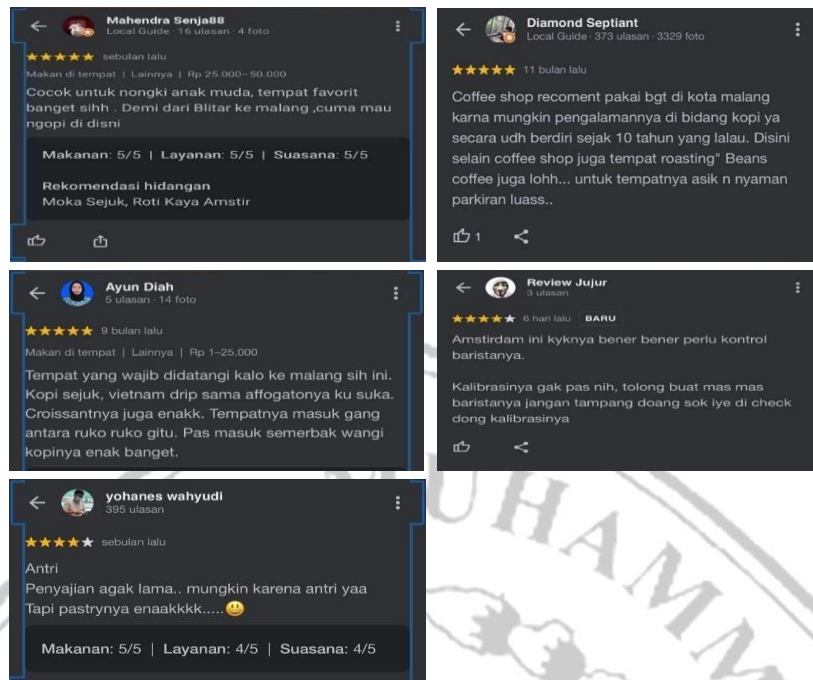 Mahendra Senja88
Local Guide · 16 ulasan · 4 foto
sebulan lalu
Makan di tempat | Lainnya | Rp 25.000–50.000
Cocok untuk nongki anak muda, tempat favorit
banget sihh . Demi dari Blitar ke malang ,cuma mau
ngopi di disni
Makanan: 5/5 | Layanan: 5/5 | Suasana: 5/5
Rekomendasi hidangan
Moka Sejuk, Roti Kaya Amstir
Diamond Septiant
Local Guide · 373 ulasan · 3329 foto
11 bulan lalu
Coffee shop recoment pakai bgt di kota malang
karna mungkin pengalamannya di bidang kopi ya
secara udh berdiri sejak 10 tahun yang lalau. Disini
selain coffee shop juga tempat roasting" Beans
coffee juga lohh... untuk tempatnya asik n nyaman
parkiran luass..
1
Ayun Diah
5 ulasan · 14 foto
9 bulan lalu
Makan di tempat | Lainnya | Rp 1–25.000
Tempat yang wajib didatangi kalo ke malang sih ini.
Kopi sejuk, vietnam drip sama affogatonya ku suka.
Croissantnya juga enakk. Tempatnya masuk gang
antara ruko ruko gitu. Pas masuk semerbak wangi
kopinya enak banget.
Review Jujur
3 ulasan
6 hari lalu BARU
Amstirdam ini kyknya bener bener perlu kontrol
baristanya.
Kalibrasinya gak pas nih, tolong buat mas mas
baristanya jangan tampang doang sok iye di check
dong kalibrasinya
yohanes wahyudi
395 ulasan
sebulan lalu
Antri
Penyajian agak lama.. mungkin karena antri yaa
Tapi pastrynya enaakkkk.....😃
Makanan: 5/5 | Layanan: 4/5 | Suasana: 4/5
UHAMM